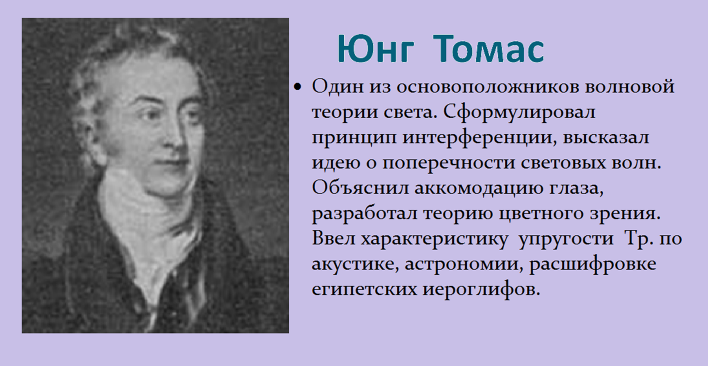 Юнг Томас
• Один из основоположников волновой
теории света. Сформулировал
принцип интерференции, высказал
идею о поперечности световых волн.
Объяснил аккомодацию глаза,
разработал теорию цветного зрения.
Ввел характеристику упругости Тр. по
акустике, астрономии, расшифровке
египетских иероглифов.